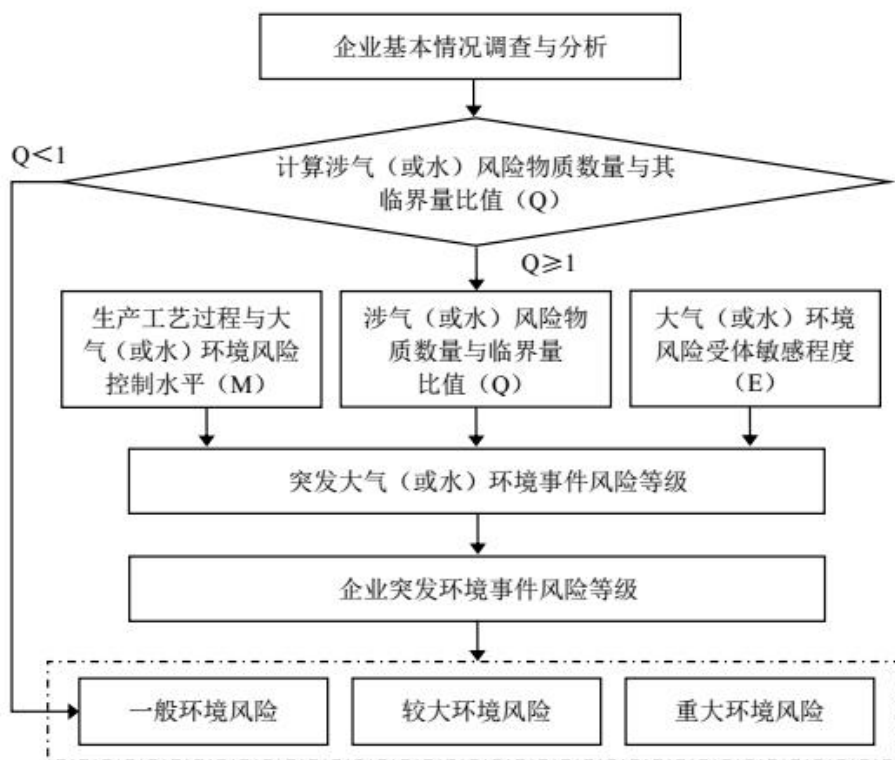 企业基本情况调查与分析
Q＜1
计算涉气（或水）风险物质数量与其
临界量比值（Q）
Q≥1
生产工艺过程与大
气（或水）环境风险
控制水平（M）
涉气（或水）风险物
质数量与临界量
比值（Q）
大气（或水）环境
风险受体敏感程度
（E）
突发大气（或水）环境事件风险等级
企业突发环境事件风险等级
一般环境风险
较大环境风险
重大环境风险